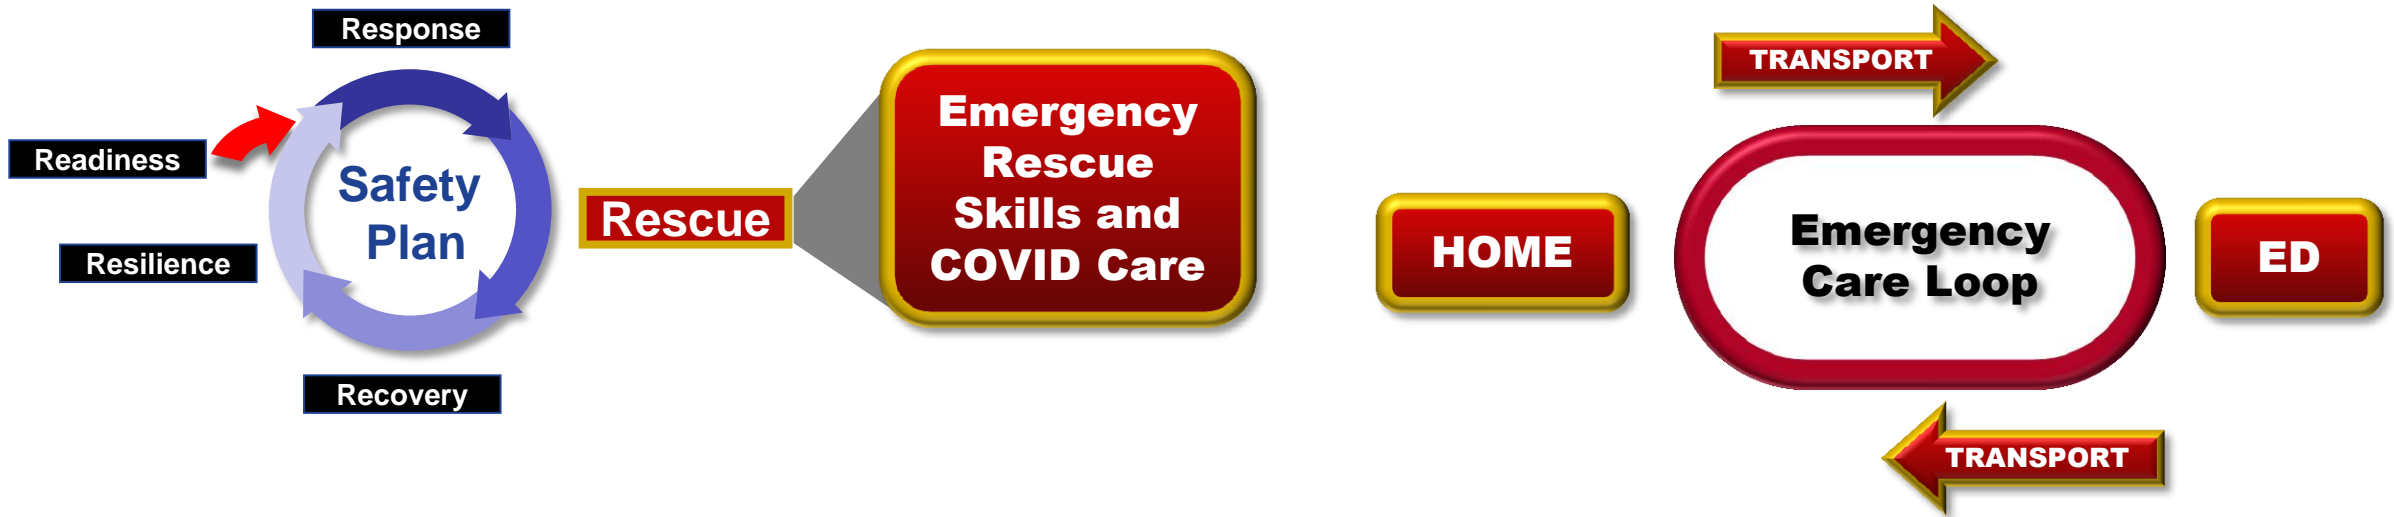 Response
Readiness
Safety
Plan
Resilience
Recovery
Rescue
Emergency
Rescue
Skills and
COVID Care
TRANSPORT
HOME
Emergency
Care Loop
ED
TRANSPORT